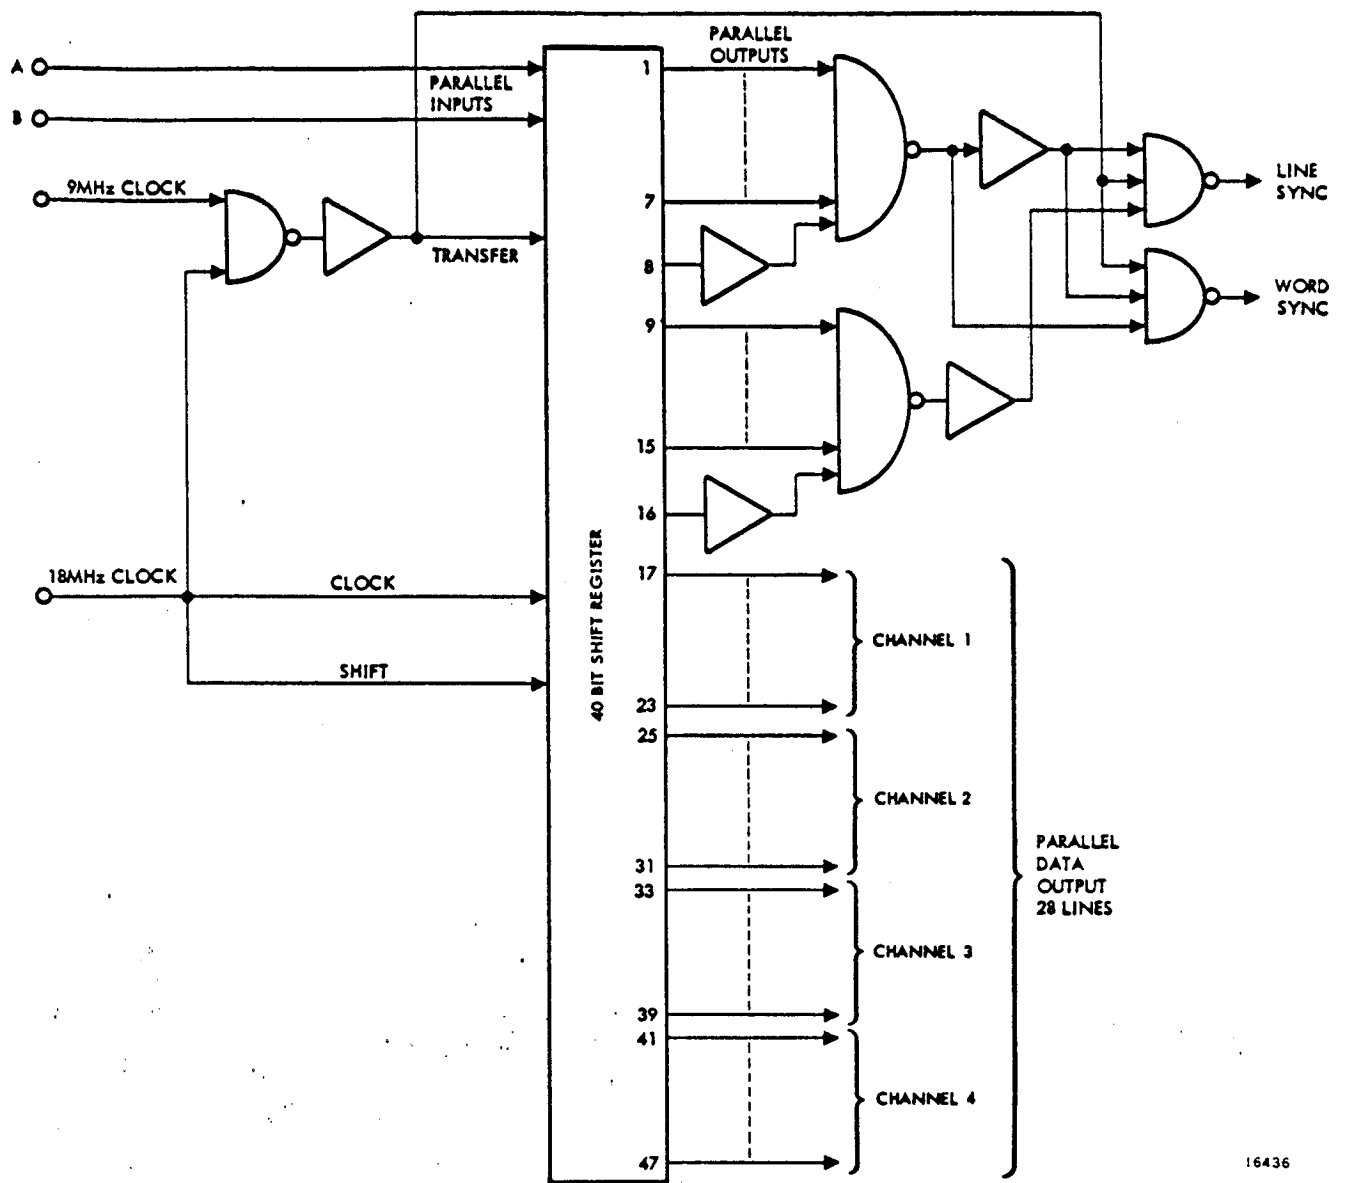 PARALLEL
OUTPUTS
A
1
PARALLEL
INPUTS
B
LINE
SYNC
9MHz CLOCK
7
TRANSFER
8
WORD
SYNC
9
15
16
40 BIT SHIFT REGISTER
18MHz CLOCK
CLOCK
17
CHANNEL 1
SHIFT
23
25
CHANNEL 2
31
PARALLEL
DATA
OUTPUT
28 LINES
33
CHANNEL 3
39
41
CHANNEL 4
47
16436